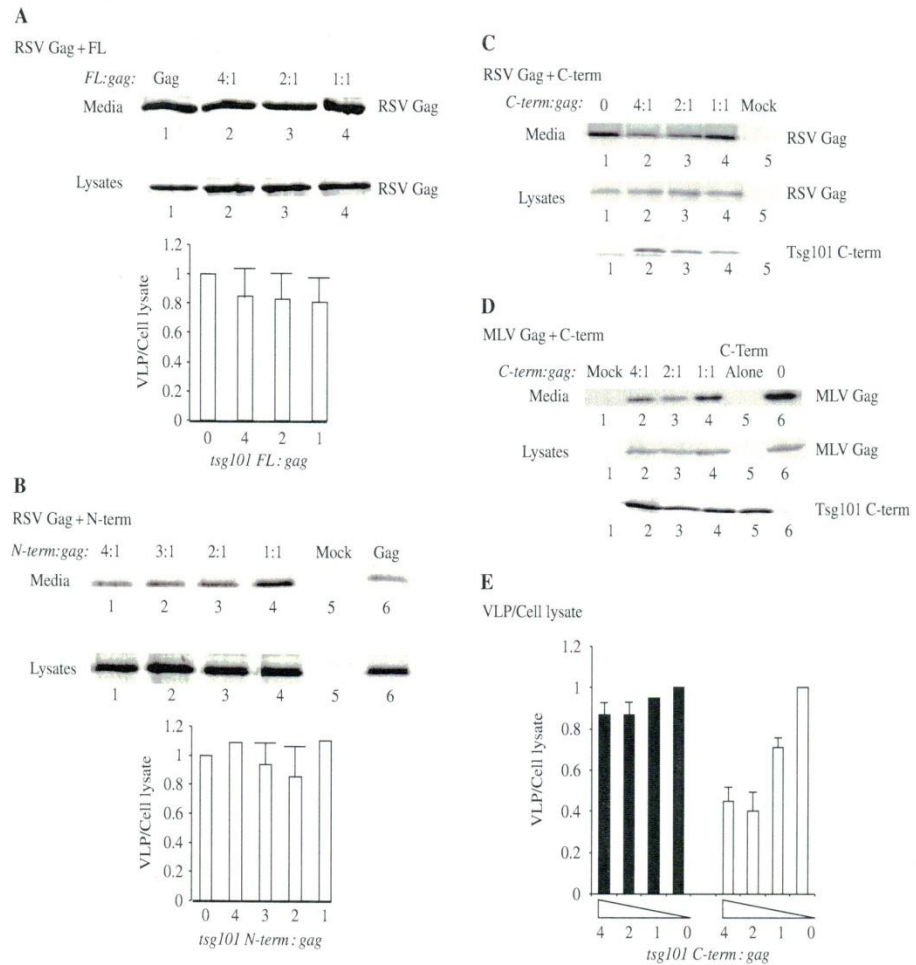 A
RSV Gag + FL
FL:gag: Gag 4:1 2:1 1:1
Media RSV Gag
1 2 3 4
Lysates RSV Gag
1 2 3 4
1.2
1
0.8
0.6
0.4
0.2
0
VLP/Cell lysate
0 4 2 1
tsg101 FL: gag
B
RSV Gag + N-term
N-term:gag: 4:1 3:1 2:1 1:1 Mock Gag
Media
1 2 3 4 5 6
Lysates
1 2 3 4 5 6
1.2
1
0.8
0.6
0.4
0.2
0
VLP/Cell lysate
0 4 3 2 1
tsg101 N-term: gag
C
RSV Gag + C-term
C-term:gag: 0 4:1 2:1 1:1 Mock
Media RSV Gag
1 2 3 4 5
Lysates RSV Gag
1 2 3 4 5
Tsg101 C-term
1 2 3 4 5
D
MLV Gag + C-term
C-term:gag: Mock 4:1 2:1 1:1 C-Term Alone 0
Media MLV Gag
1 2 3 4 5 6
Lysates MLV Gag
1 2 3 4 5 6
Tsg101 C-term
1 2 3 4 5 6
E
VLP/Cell lysate
1.2
1
0.8
0.6
0.4
0.2
0
VLP/Cell lysate
4 2 1 0 4 2 1 0
tsg101 C-term: gag